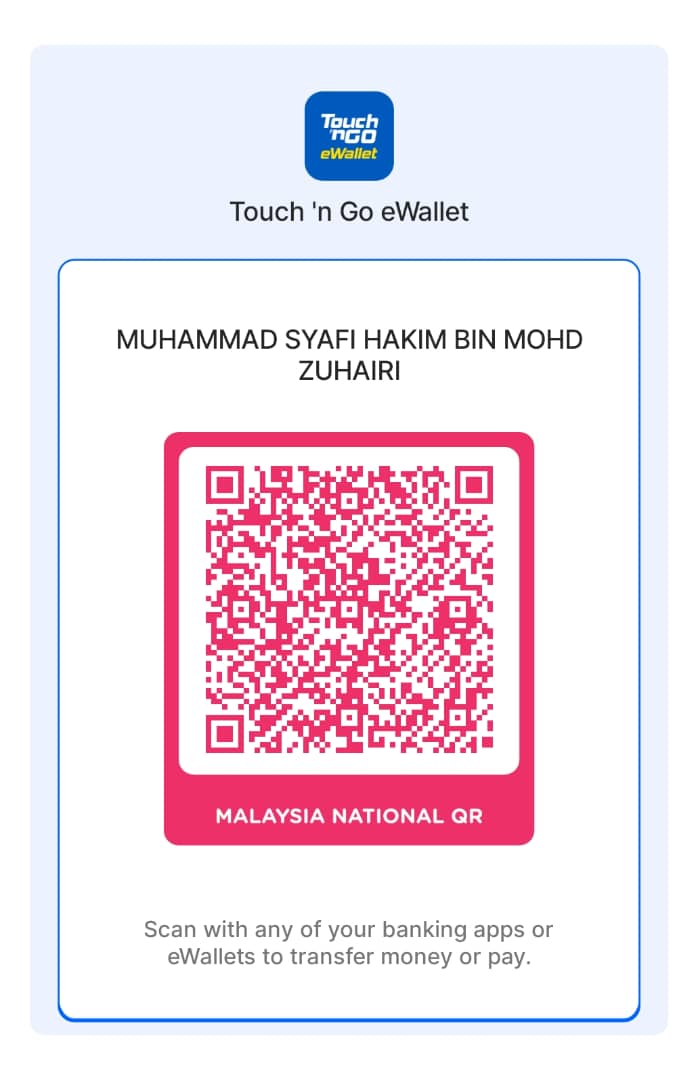 Touch
'nGO
eWallet
Touch 'n Go eWallet
MUHAMMAD SYAFI HAKIM BIN MOHD
ZUHAIRI
MALAYSIA NATIONAL QR
Scan with any of your banking apps or
eWallets to transfer money or pay.